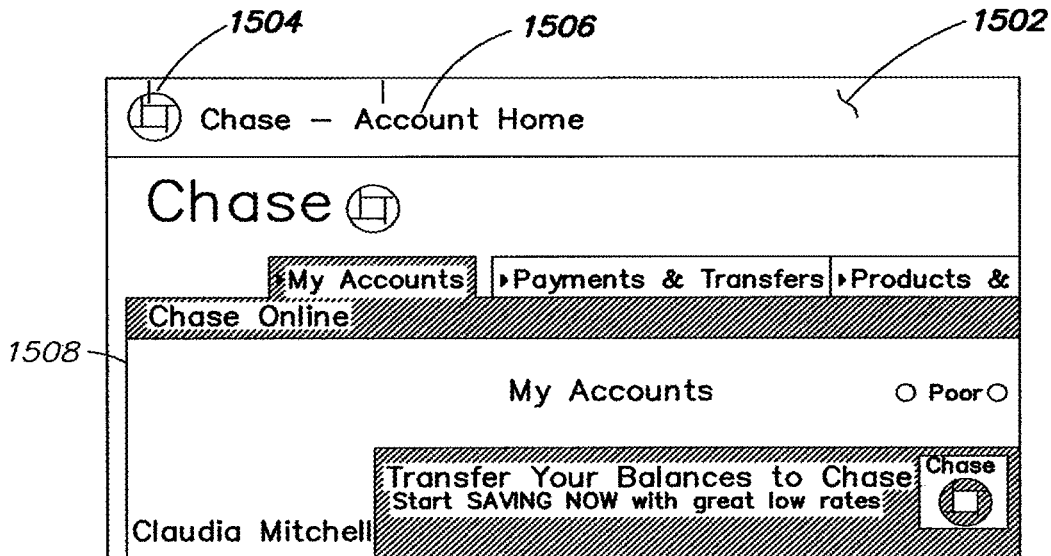 1504 1506 1502
Chase – Account Home
Chase
My Accounts Payments & Transfers Products &
Chase Online
1508
My Accounts Poor
Transfer Your Balances to Chase Chase
Start SAVING NOW with great low rates
Claudia Mitchell